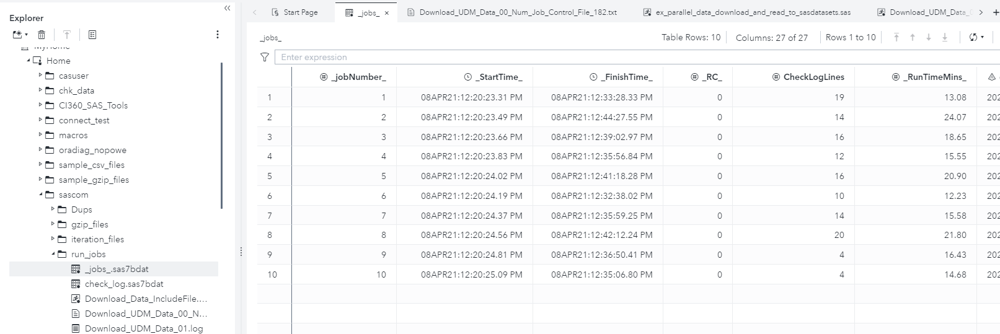 Explorer
MyHome
Home
casuser
chk_data
CI360_SAS_Tools
connect_test
macros
oradiag_nopowe
sample_csv_files
sample_gzip_files
sascom
Dups
gzip_files
iteration_files
run_jobs
_jobs_.sas7bdat
check_log.sas7bdat
Download_Data_IncludeFile....
Download_UDM_Data_00_N...
Download_UDM_Data_01.log
Start Page _jobs_ × Download_UDM_Data_00_Num_Job_Control_File_182.txt ex_parallel_data_download_and_read_to_sasdatasets.sas Download_UDM_Data_
_jobs_ Table Rows: 10 Columns: 27 of 27 Rows 1 to 10
Enter expression
_jobNumber_ _StartTime_ _FinishTime_ _RC_ CheckLogLines _RunTimeMins_
1 1 08APR21:12:20:23.31 PM 08APR21:12:33:28.33 PM 0 19 13.08 202
2 2 08APR21:12:20:23.49 PM 08APR21:12:44:27.55 PM 0 14 24.07 202
3 3 08APR21:12:20:23.66 PM 08APR21:12:39:02.97 PM 0 16 18.65 202
4 4 08APR21:12:20:23.83 PM 08APR21:12:35:56.84 PM 0 12 15.55 202
5 5 08APR21:12:20:24.02 PM 08APR21:12:41:18.28 PM 0 16 20.90 202
6 6 08APR21:12:20:24.19 PM 08APR21:12:32:38.02 PM 0 10 12.23 202
7 7 08APR21:12:20:24.37 PM 08APR21:12:35:59.25 PM 0 14 15.58 202
8 8 08APR21:12:20:24.56 PM 08APR21:12:42:12.24 PM 0 20 21.80 202
9 9 08APR21:12:20:24.81 PM 08APR21:12:36:50.41 PM 0 4 16.43 202
10 10 08APR21:12:20:25.09 PM 08APR21:12:35:06.80 PM 0 4 14.68 202